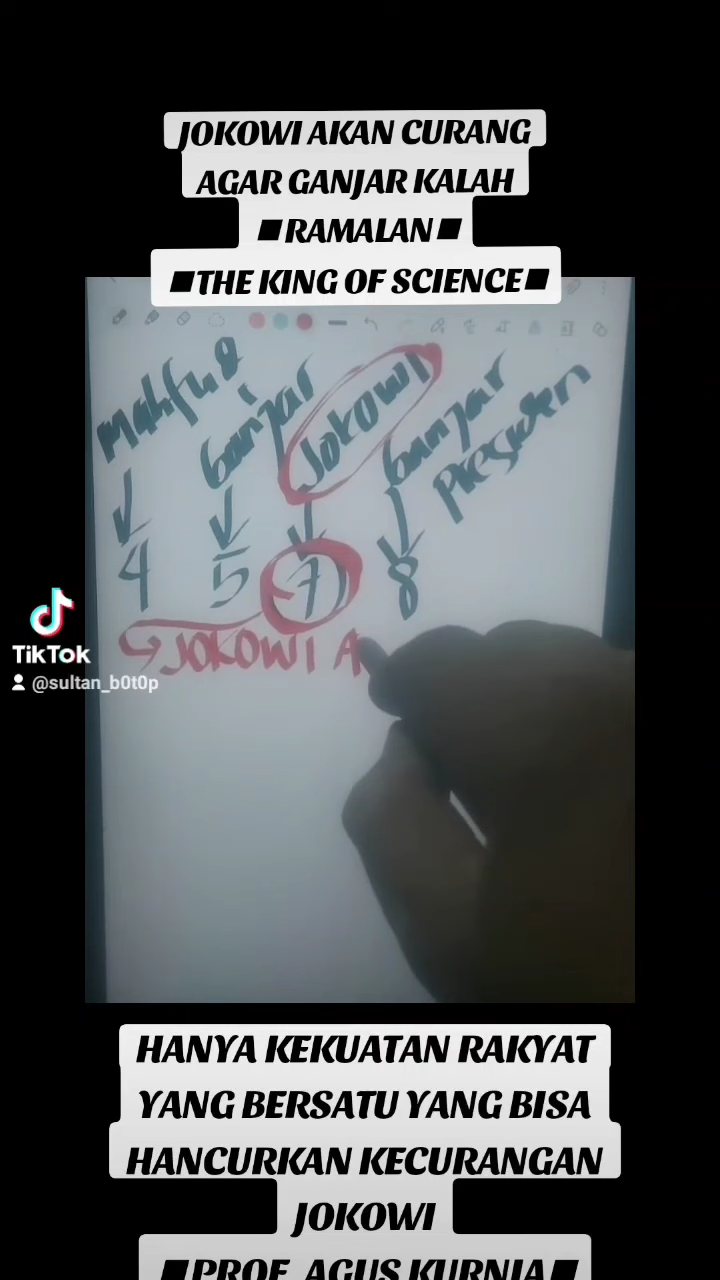 JOKOWI AKAN CURANG
AGAR GANJAR KALAH
■RAMALAN■
■THE KING OF SCIENCE■
Mahfud Ganjar Jokowi Ganjar Presiden
4 5 7 8
JOKOWI A
TikTok
@sultan_b0t0p
HANYA KEKUATAN RAKYAT
YANG BERSATU YANG BISA
HANCURKAN KECURANGAN
JOKOWI
■PROF. AGUS KURNIA■